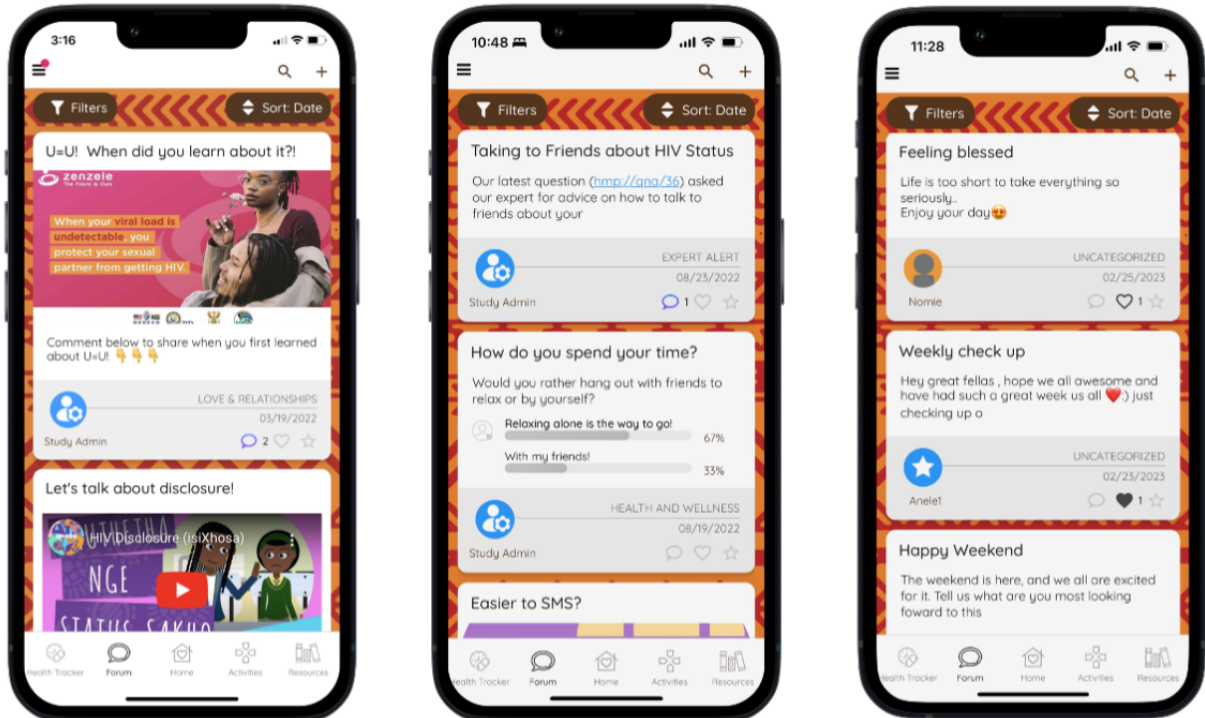 3:16
Filters
Sort: Date
U=U! When did you learn about it?!
zenzele
The Future is Ours
When your viral load is
undetectable, you
protect your sexual
partner from getting HIV.
Comment below to share when you first learned
about U=U! 👇👇👇
LOVE & RELATIONSHIPS
03/19/2022
Study Admin
2
Let's talk about disclosure!
HIV Disclosure (isiXhosa)
NGE
STATUS SAKHO
Health Tracker
Forum
Home
Activities
Resources
10:48
Filters
Sort: Date
Taking to Friends about HIV Status
Our latest question (hmp://qna/36) asked
our expert for advice on how to talk to
friends about your
EXPERT ALERT
08/23/2022
Study Admin
1
How do you spend your time?
Would you rather hang out with friends to
relax or by yourself?
Relaxing alone is the way to go!
67%
With my friends!
33%
HEALTH AND WELLNESS
08/19/2022
Study Admin
Easier to SMS?
Health Tracker
Forum
Home
Activities
Resources
11:28
Filters
Sort: Date
Feeling blessed
Life is too short to take everything so
seriously..
Enjoy your day😍
UNCATEGORIZED
02/25/2023
Nomie
1
Weekly check up
Hey great fellas , hope we all awesome and
have had such a great week us all ❤️:) just
checking up o
UNCATEGORIZED
02/23/2023
Anele1
1
Happy Weekend
The weekend is here, and we all are excited
for it. Tell us what are you most looking
foward to this
Health Tracker
Forum
Home
Activities
Resources